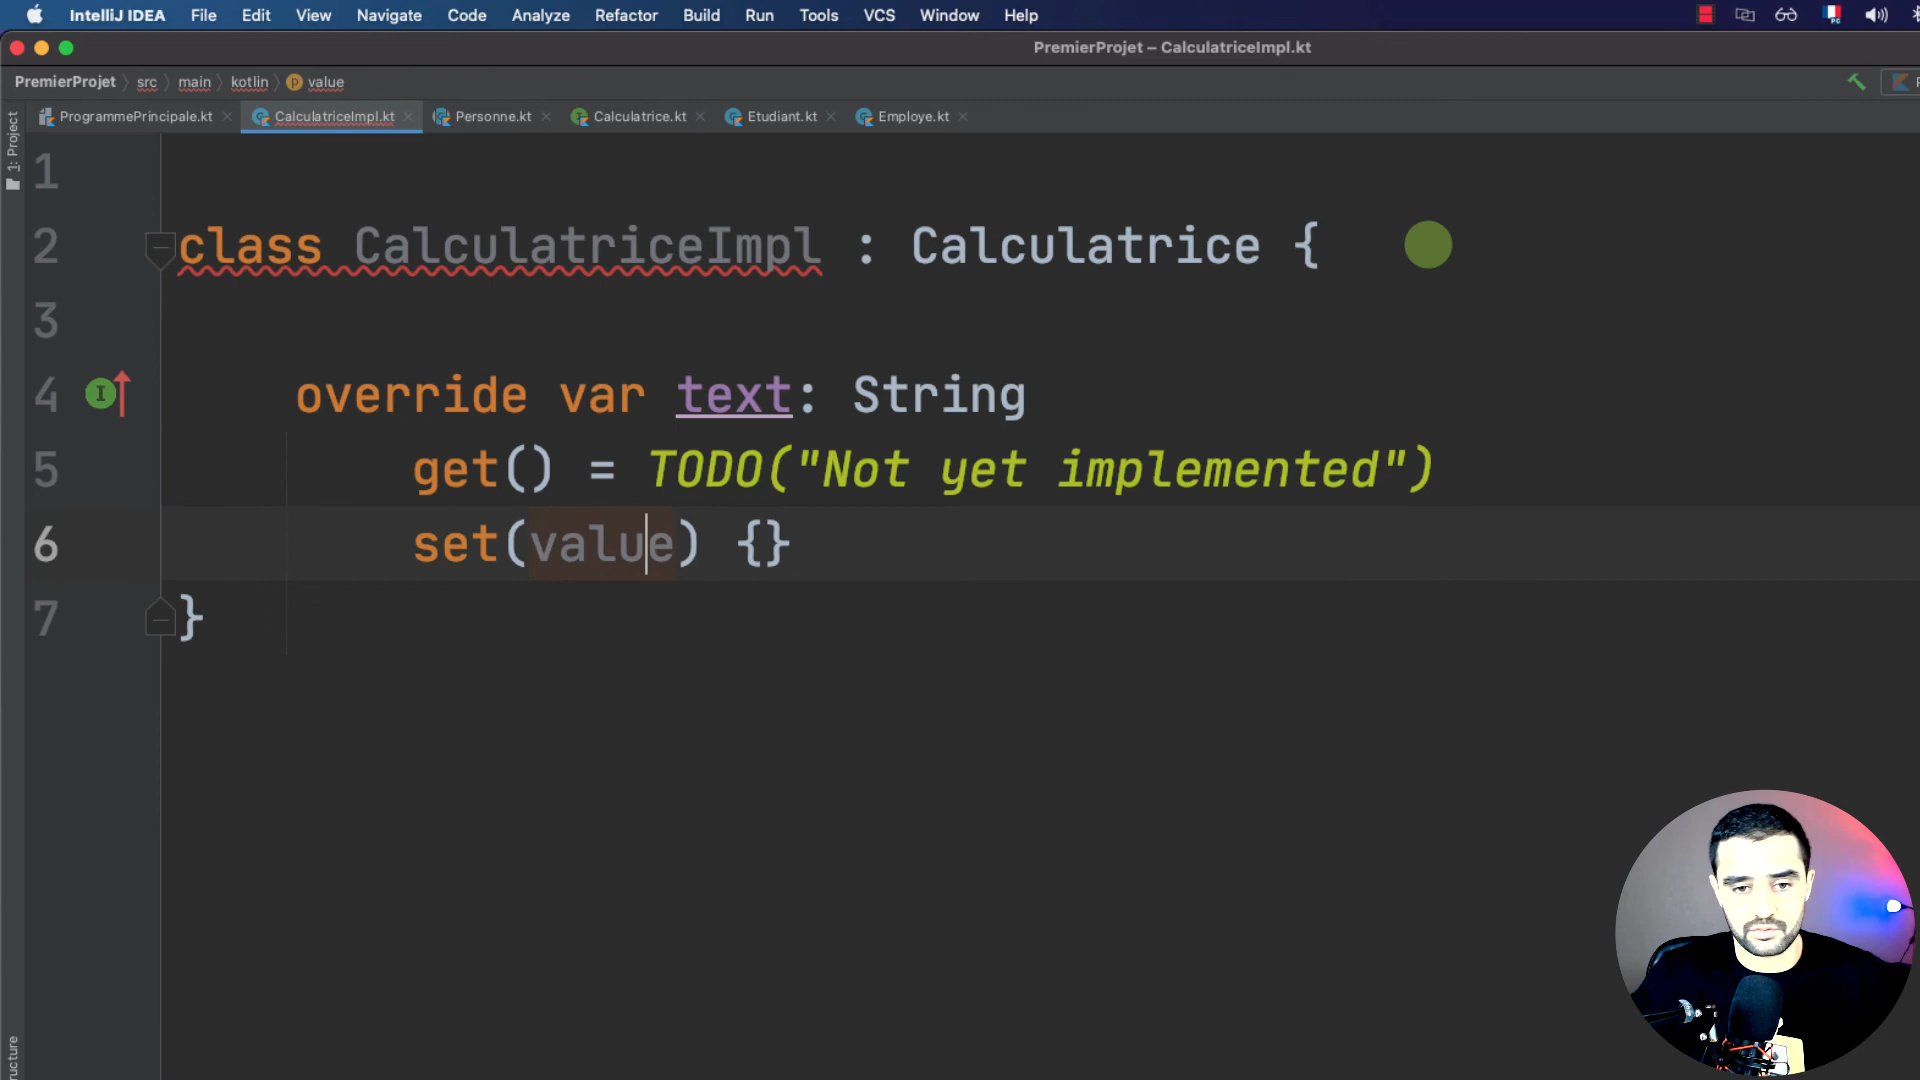 IntelliJ IDEA File Edit View Navigate Code Analyze Refactor Build Run Tools VCS Window Help
PremierProjet – CalculatriceImpl.kt
PremierProjet src main kotlin value
ProgrammePrincipale.kt CalculatriceImpl.kt Personne.kt Calculatrice.kt Etudiant.kt Employe.kt
1: Project
1
2 class CalculatriceImpl : Calculatrice {
3
4 override var text: String
5 get() = TODO("Not yet implemented")
6 set(value) {}
7 }